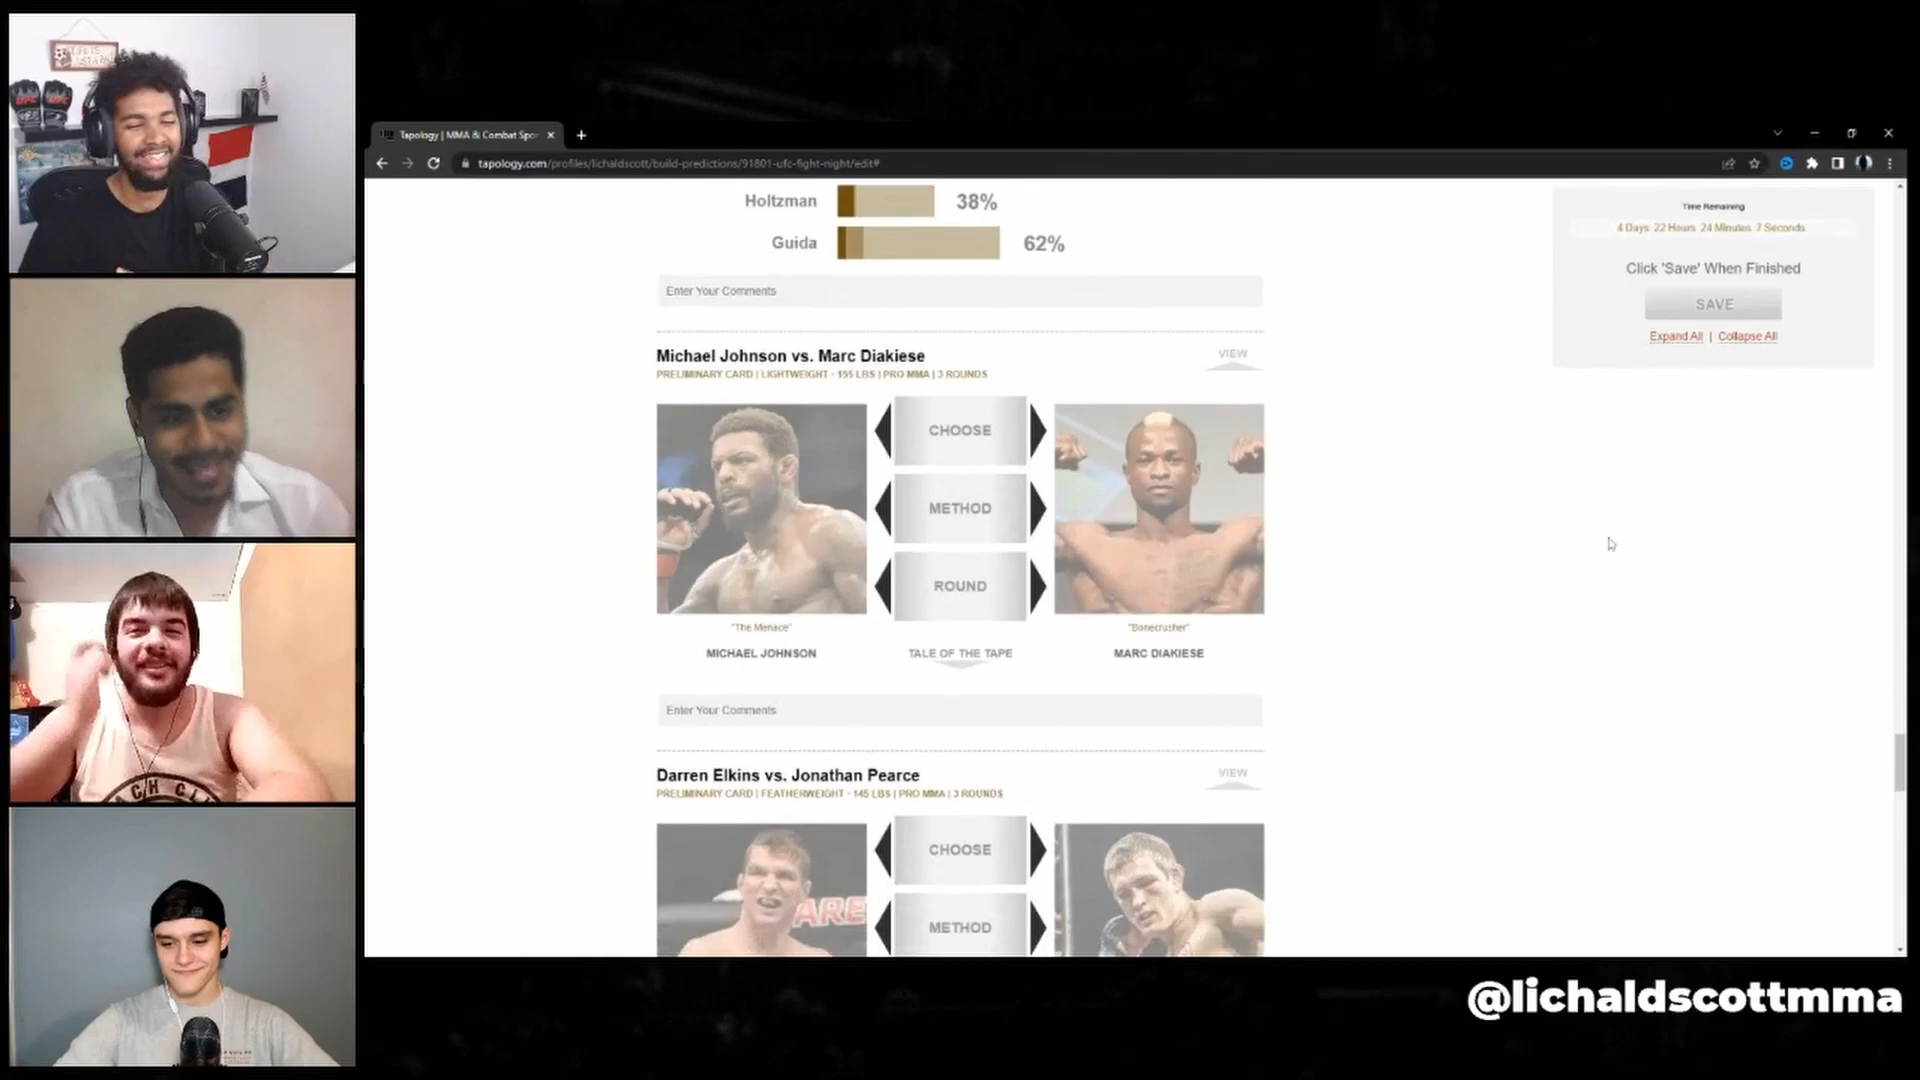 Tapology | MMA & Combat Spor
tapology.com/profiles/lichaldscott/build-predictions/91801-ufc-fight-night/edit#
Holtzman 38%
Guida 62%
Enter Your Comments
Time Remaining
4 Days 22 Hours 24 Minutes 7 Seconds
Click 'Save' When Finished
SAVE
Expand All | Collapse All
Michael Johnson vs. Marc Diakiese
VIEW
PRELIMINARY CARD | LIGHTWEIGHT · 155 LBS | PRO MMA | 3 ROUNDS
CHOOSE
METHOD
ROUND
"The Menace"
"Bonecrusher"
MICHAEL JOHNSON
TALE OF THE TAPE
MARC DIAKIESE
Enter Your Comments
Darren Elkins vs. Jonathan Pearce
VIEW
PRELIMINARY CARD | FEATHERWEIGHT · 145 LBS | PRO MMA | 3 ROUNDS
CHOOSE
METHOD
@lichaldscottmma
UFC
UFC